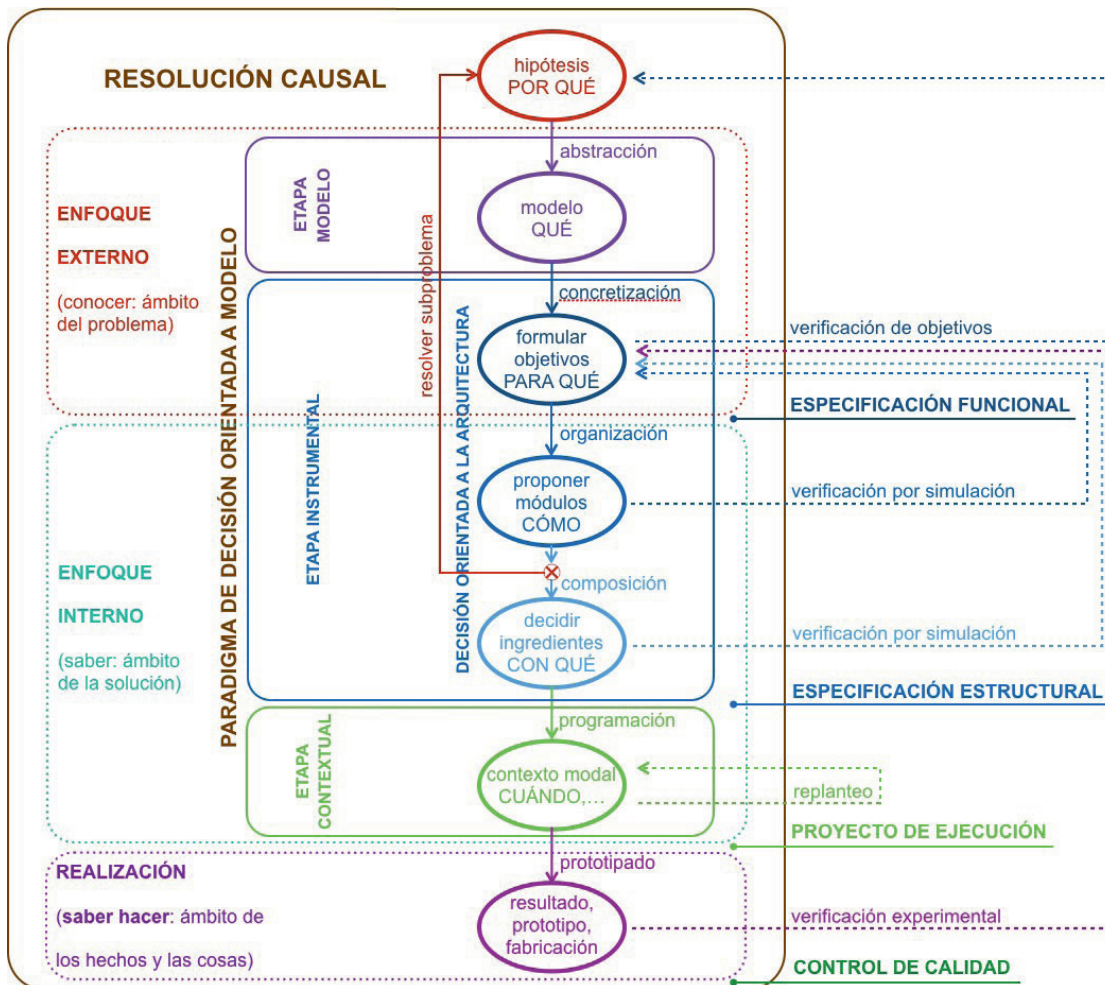 RESOLUCIÓN CAUSAL
hipótesis
POR QUÉ
abstracción
ETAPA
MODELO
modelo
QUÉ
ENFOQUE
EXTERNO
(conocer: ámbito
del problema)
PARADIGMA DE DECISIÓN ORIENTADA A MODELO
resolver subproblema
concretización
formular
objetivos
PARA QUÉ
verificación de objetivos
ESPECIFICACIÓN FUNCIONAL
ETAPA INSTRUMENTAL
DECISIÓN ORIENTADA A LA ARQUITECTURA
organización
proponer
módulos
CÓMO
verificación por simulación
composición
ENFOQUE
INTERNO
(saber: ámbito
de la solución)
decidir
ingredientes
CON QUÉ
verificación por simulación
ESPECIFICACIÓN ESTRUCTURAL
programación
ETAPA
CONTEXTUAL
contexto modal
CUÁNDO,...
replanteo
PROYECTO DE EJECUCIÓN
prototipado
REALIZACIÓN
(saber hacer: ámbito de
los hechos y las cosas)
resultado,
prototipo,
fabricación
verificación experimental
CONTROL DE CALIDAD